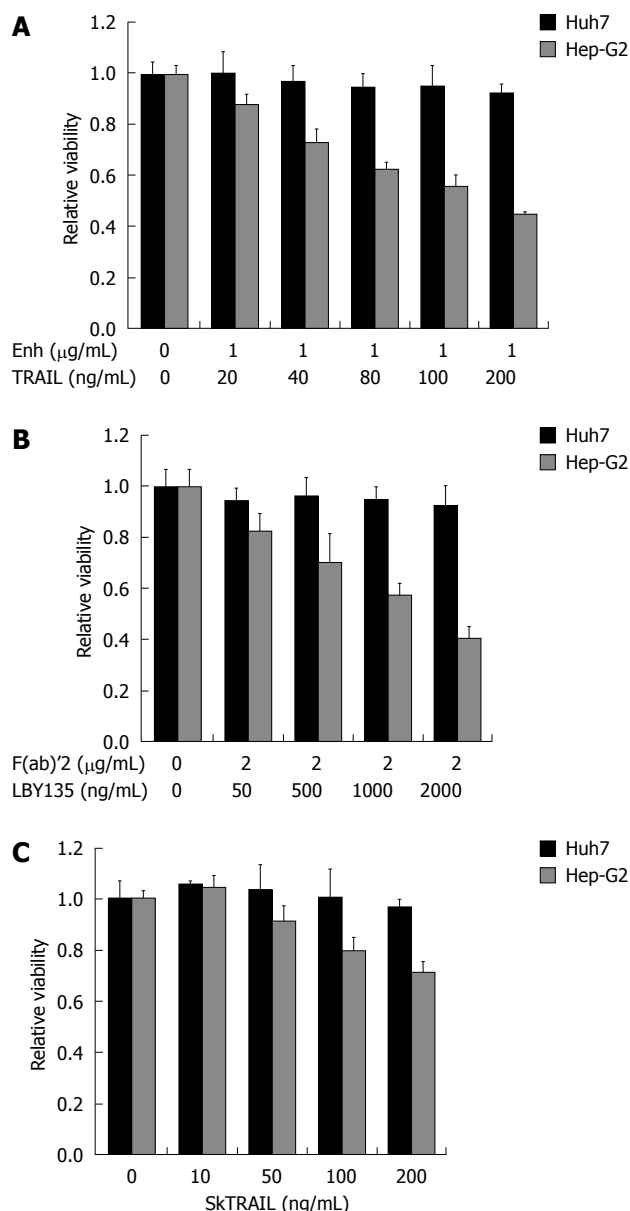 A
Huh7
Hep-G2
Relative viability
1.2
1.0
0.8
0.6
0.4
0.2
0.0
Enh (μg/mL) 0 1 1 1 1 1
TRAIL (ng/mL) 0 20 40 80 100 200
B
Huh7
Hep-G2
Relative viability
1.2
1.0
0.8
0.6
0.4
0.2
0.0
F(ab)'2 (μg/mL) 0 2 2 2 2
LBY135 (ng/mL) 0 50 500 1000 2000
C
Huh7
Hep-G2
Relative viability
1.2
1.0
0.8
0.6
0.4
0.2
0.0
0 10 50 100 200
SkTRAIL (ng/mL)